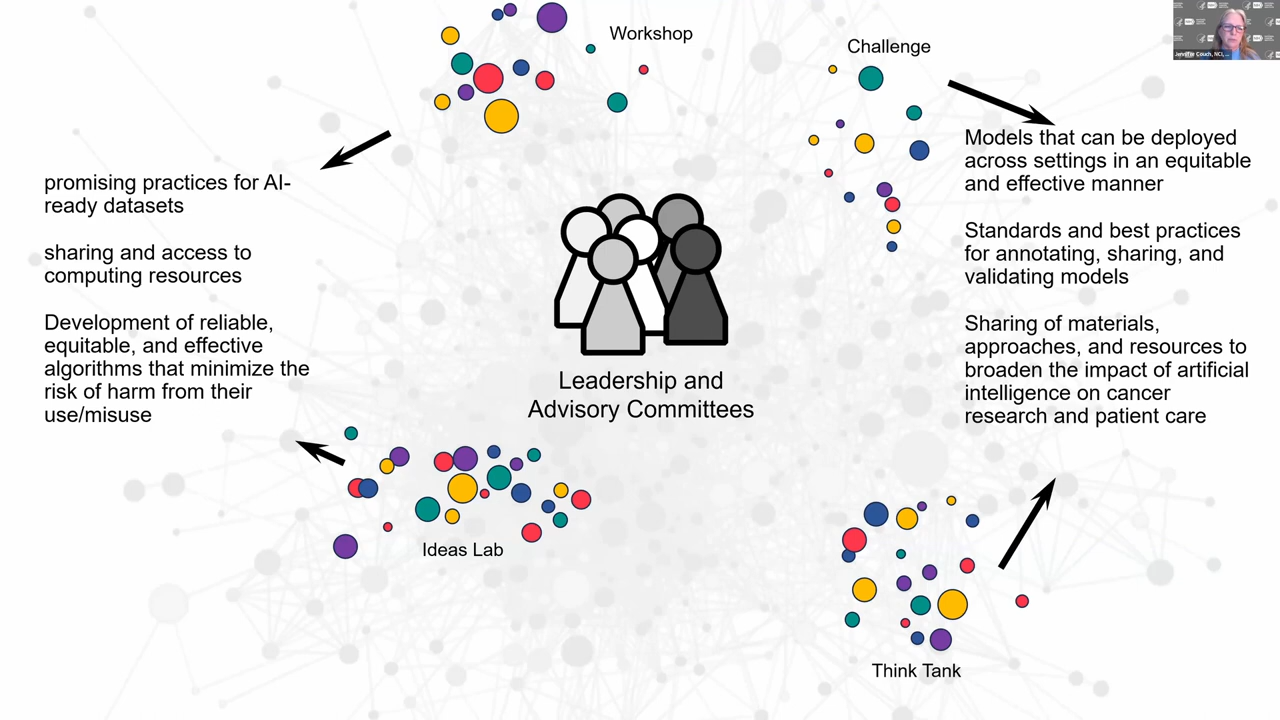 Workshop
Challenge
Jennifer Couch, NCI, ...
promising practices for AI-
ready datasets
sharing and access to
computing resources
Development of reliable,
equitable, and effective
algorithms that minimize the
risk of harm from their
use/misuse
Leadership and
Advisory Committees
Models that can be deployed
across settings in an equitable
and effective manner
Standards and best practices
for annotating, sharing, and
validating models
Sharing of materials,
approaches, and resources to
broaden the impact of artificial
intelligence on cancer
research and patient care
Ideas Lab
Think Tank